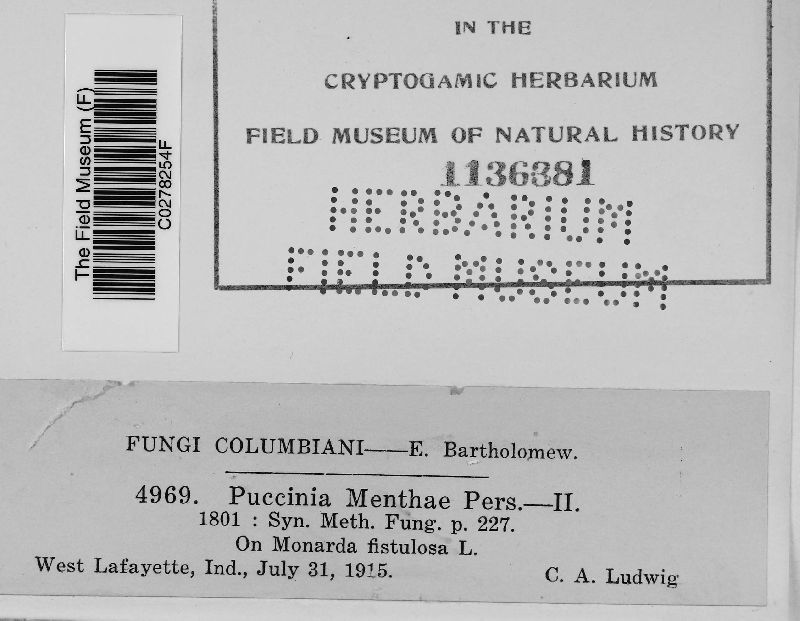 The Field Museum (F)
C0278254F
IN THE
CRYPTOGAMIC HERBARIUM
FIELD MUSEUM OF NATURAL HISTORY
1136381
HERBARIUM
FIELD MUSEUM
FUNGI COLUMBIANI——E. Bartholomew.
4969. Puccinia Menthae Pers.—II.
1801 : Syn. Meth. Fung. p. 227.
On Monarda fistulosa L.
West Lafayette, Ind., July 31, 1915.
C. A. Ludwig